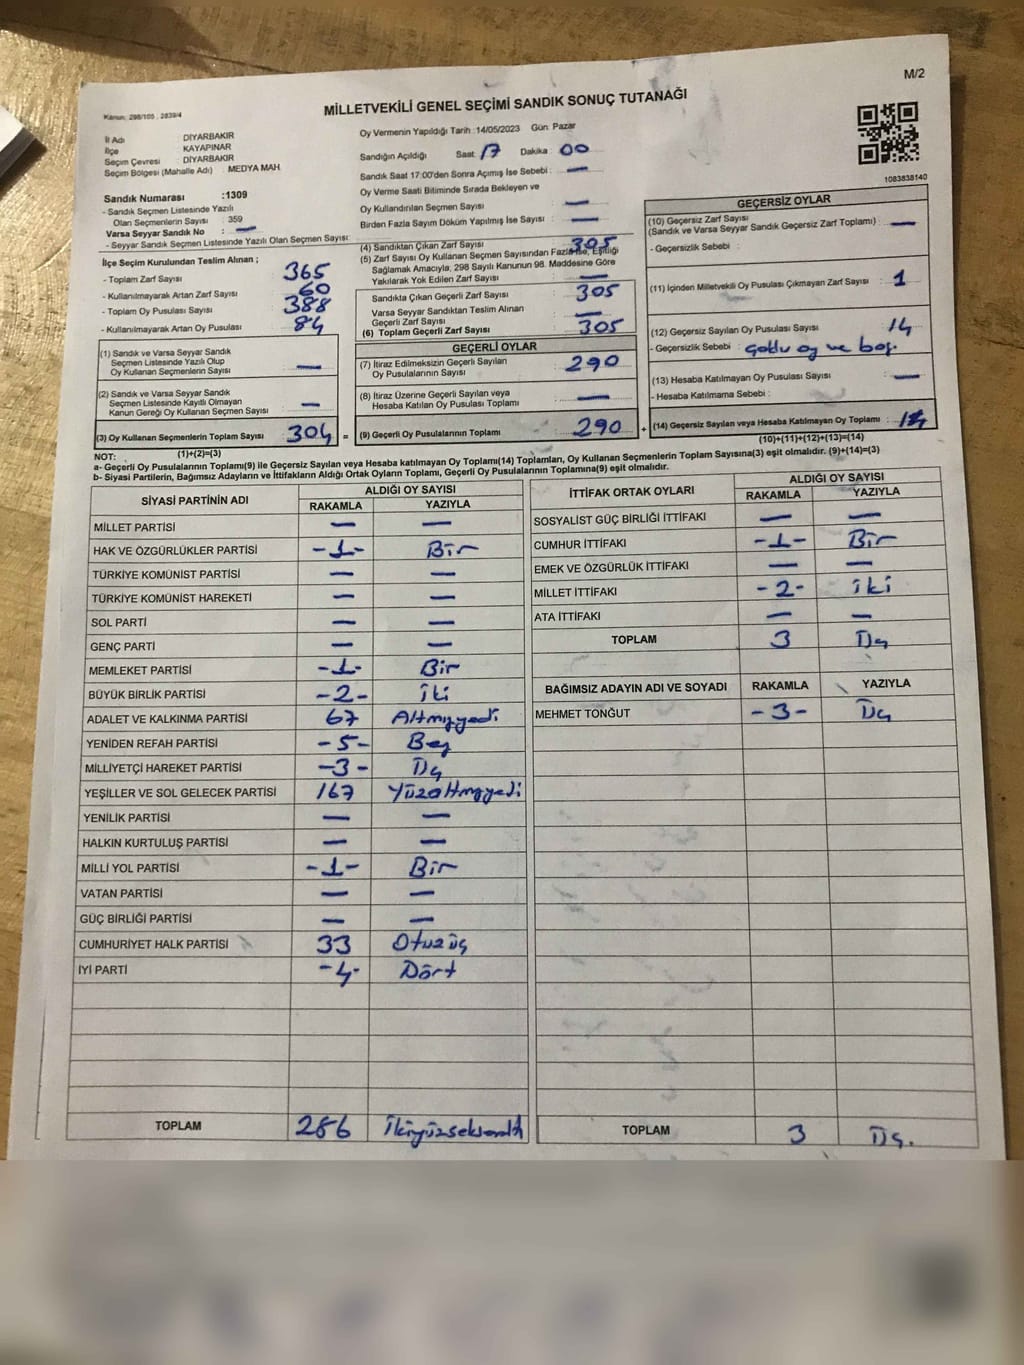 M/2
MİLLETVEKİLİ GENEL SEÇİMİ SANDIK SONUÇ TUTANAĞI
Kanun: 298/105 , 2839/4
İl Adı : DİYARBAKIR
İlçe : KAYAPINAR
Seçim Çevresi : DİYARBAKIR
Seçim Bölgesi (Mahalle Adı) : MEDYA MAH
Sandık Numarası :1309
- Sandık Seçmen Listesinde Yazılı
Olan Seçmenlerin Sayısı : 359
Varsa Seyyar Sandık No : —
- Seyyar Sandık Seçmen Listesinde Yazılı Olan Seçmen Sayısı:
İlçe Seçim Kurulundan Teslim Alınan ;
- Toplam Zarf Sayısı 365
- Kullanılmayarak Artan Zarf Sayısı 60
- Toplam Oy Pusulası Sayısı 388
- Kullanılmayarak Artan Oy Pusulası 84
(1) Sandık ve Varsa Seyyar Sandık
Seçmen Listesinde Yazılı Olup
Oy Kullanan Seçmenlerin Sayısı —
(2) Sandık ve Varsa Seyyar Sandık
Seçmen Listesinde Kayıtlı Olmayan
Kanun Gereği Oy Kullanan Seçmen Sayısı —
(3) Oy Kullanan Seçmenlerin Toplam Sayısı 304 =
(1)+(2)=(3)
Oy Vermenin Yapıldığı Tarih :14/05/2023 Gün: Pazar
Sandığın Açıldığı Saat: 17 Dakika : 00
Sandık Saat 17:00'den Sonra Açımış İse Sebebi : —
Oy Verme Saati Bitiminde Sırada Bekleyen ve
Oy Kullandırılan Seçmen Sayısı : —
Birden Fazla Sayım Döküm Yapılmış İse Sayısı : —
(4) Sandıktan Çıkan Zarf Sayısı 305
(5) Zarf Sayısı Oy Kullanan Seçmen Sayısından Fazla ise, Eşitliği
Sağlamak Amacıyla, 298 Sayılı Kanunun 98. Maddesine Göre
Yakılarak Yok Edilen Zarf Sayısı —
Sandıkta Çıkan Geçerli Zarf Sayısı 305
Varsa Seyyar Sandıktan Teslim Alınan
Geçerli Zarf Sayısı —
(6) Toplam Geçerli Zarf Sayısı 305
GEÇERLİ OYLAR
(7) İtiraz Edilmeksizin Geçerli Sayılan
Oy Pusulalarının Sayısı 290
(8) İtiraz Üzerine Geçerli Sayılan veya
Hesaba Katılan Oy Pusulası Toplamı —
(9) Geçerli Oy Pusulalarının Toplamı 290 +
1083838140
GEÇERSİZ OYLAR
(10) Geçersiz Zarf Sayısı
(Sandık ve Varsa Seyyar Sandık Geçersiz Zarf Toplamı) : —
- Geçersizlik Sebebi :
(11) İçinden Milletvekili Oy Pusulası Çıkmayan Zarf Sayısı : 1
(12) Geçersiz Sayılan Oy Pusulası Sayısı : 14
- Geçersizlik Sebebi : ve boş.
(13) Hesaba Katılmayan Oy Pusulası Sayısı : —
- Hesaba Katılmama Sebebi :
(14) Geçersiz Sayılan veya Hesaba Katılmayan Oy Toplamı :
(10)+(11)+(12)+(13)=(14)
NOT:
a- Geçerli Oy Pusulalarının Toplamı(9) ile Geçersiz Sayılan veya Hesaba katılmayan Oy Toplamı(14) Toplamları, Oy Kullanan Seçmenlerin Toplam Sayısına(3) eşit olmalıdır. (9)+(14)=(3)
b- Siyasi Partilerin, Bağımsız Adayların ve İttifakların Aldığı Ortak Oyların Toplamı, Geçerli Oy Pusulalarının Toplamına(9) eşit olmalıdır.
SİYASİ PARTİNİN ADI ALDIĞI OY SAYISI
RAKAMLA YAZIYLA
MİLLET PARTİSİ — —
HAK VE ÖZGÜRLÜKLER PARTİSİ -1- Bir
TÜRKİYE KOMÜNİST PARTİSİ — —
TÜRKİYE KOMÜNİST HAREKETİ — —
SOL PARTİ — —
GENÇ PARTİ — —
MEMLEKET PARTİSİ -1- Bir
BÜYÜK BİRLİK PARTİSİ -2- İki
ADALET VE KALKINMA PARTİSİ 67 Altmışyedi
YENİDEN REFAH PARTİSİ -5- Beş
MİLLİYETÇİ HAREKET PARTİSİ -3- Üç
YEŞİLLER VE SOL GELECEK PARTİSİ 167 Yüzaltmışyedi
YENİLİK PARTİSİ — —
HALKIN KURTULUŞ PARTİSİ — —
MİLLİ YOL PARTİSİ -1- Bir
VATAN PARTİSİ — —
GÜÇ BİRLİĞİ PARTİSİ — —
CUMHURİYET HALK PARTİSİ 33 Otuzüç
İYİ PARTİ -4- Dört
TOPLAM 286 İkiyüzseksenaltı
İTTİFAK ORTAK OYLARI ALDIĞI OY SAYISI
RAKAMLA YAZIYLA
SOSYALİST GÜÇ BİRLİĞİ İTTİFAKI — —
CUMHUR İTTİFAKI -1- Bir
EMEK VE ÖZGÜRLÜK İTTİFAKI — —
MİLLET İTTİFAKI -2- iki
ATA İTTİFAKI — —
TOPLAM 3 Üç
BAĞIMSIZ ADAYIN ADI VE SOYADI RAKAMLA YAZIYLA
MEHMET TONĞUT -3- Üç
TOPLAM 3 Üç.